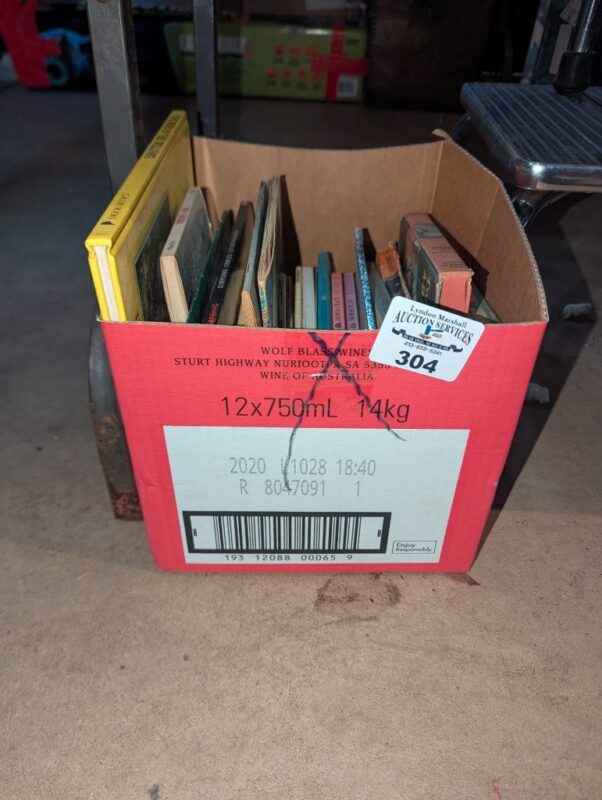 Lyndon Marshall
AUCTION SERVICES
304
WOLF BLASS WINES
STURT HIGHWAY NURIOOTPA SA 5355
WINE OF AUSTRALIA
12x750mL 14kg
2020 L1028 18:40
R 8047091 1
193 12088 00065 9
Enjoy
Responsibly